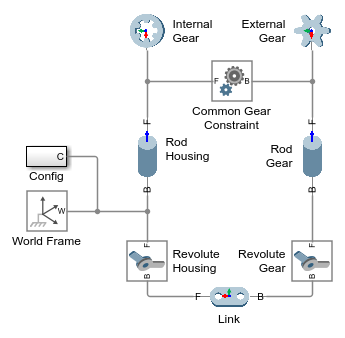 Internal
Gear
External
Gear
F
B
Common Gear
Constraint
F
F
Rod
Housing
Rod
Gear
B
B
C
Config
W
World Frame
F
F
Revolute
Housing
Revolute
Gear
B
B
F
B
Link